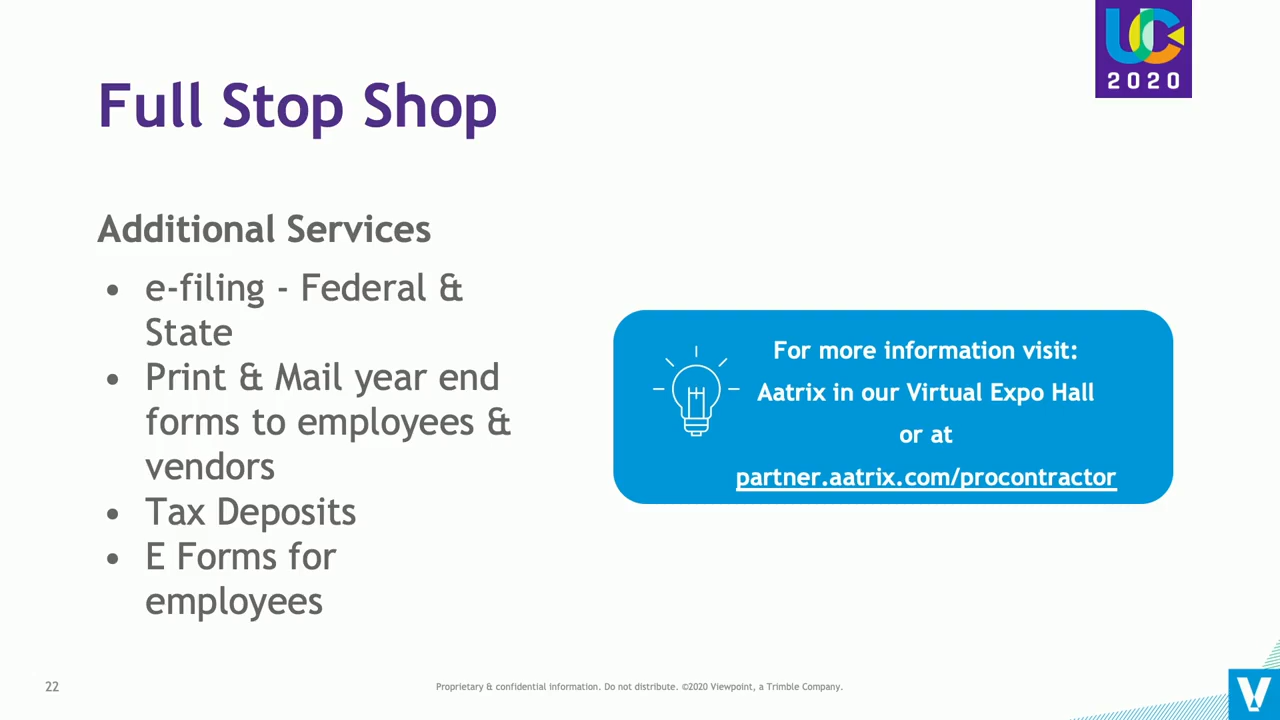 UC
2020
Full Stop Shop
Additional Services
• e-filing - Federal &
State
• Print & Mail year end
forms to employees &
vendors
• Tax Deposits
• E Forms for
employees
For more information visit:
Aatrix in our Virtual Expo Hall
or at
partner.aatrix.com/procontractor
22
Proprietary & confidential information. Do not distribute. ©2020 Viewpoint, a Trimble Company.